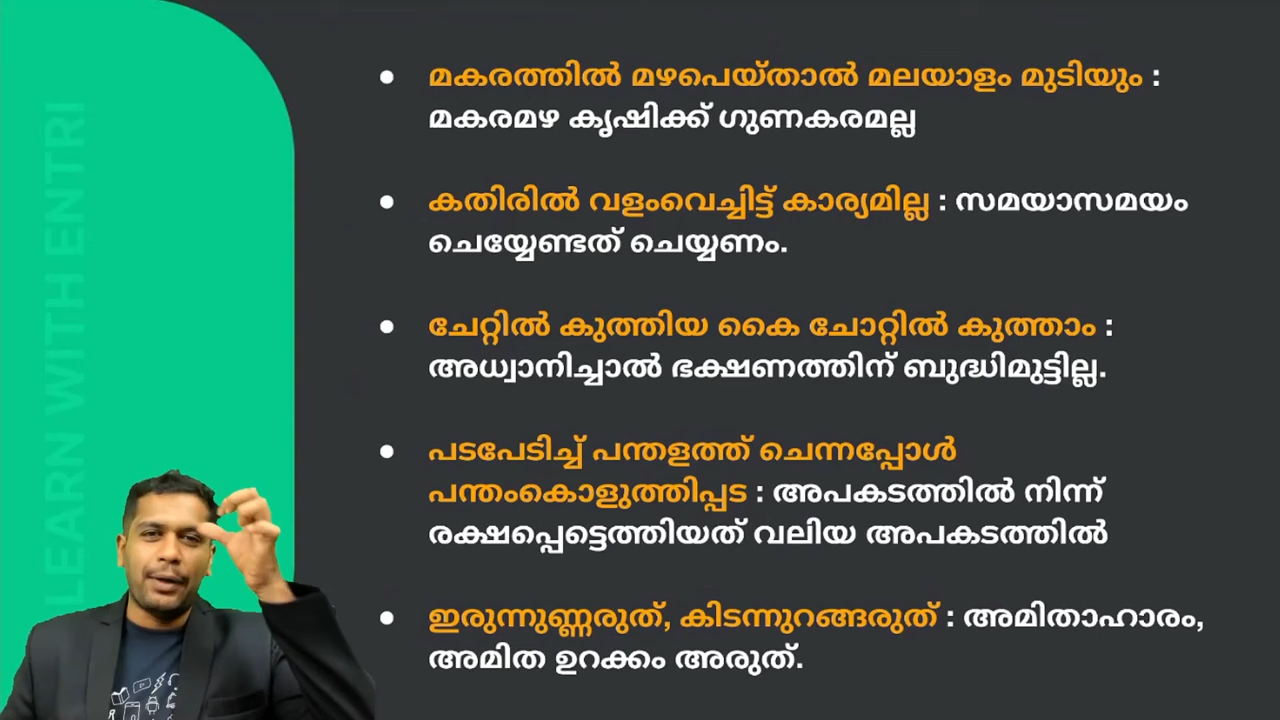 LEARN WITH ENTRI
മകരത്തിൽ മഴപെയ്താൽ മലയാളം മുടിയും :
മകരമഴ കൃഷിക്ക് ഗുണകരമല്ല
കതിരിൽ വളംവെച്ചിട്ട് കാര്യമില്ല : സമയാസമയം
ചെയ്യേണ്ടത് ചെയ്യണം.
ചേറ്റിൽ കുത്തിയ കൈ ചോറ്റിൽ കുത്താം :
അധ്വാനിച്ചാൽ ഭക്ഷണത്തിന് ബുദ്ധിമുട്ടില്ല.
പടപേടിച്ച് പന്തളത്ത് ചെന്നപ്പോൾ
പന്തംകൊളുത്തിപ്പട : അപകടത്തിൽ നിന്ന്
രക്ഷപ്പെട്ടെത്തിയത് വലിയ അപകടത്തിൽ
ഇരുന്നുണ്ണരുത്, കിടന്നുറങ്ങരുത് : അമിതാഹാരം,
അമിത ഉറക്കം അരുത്.